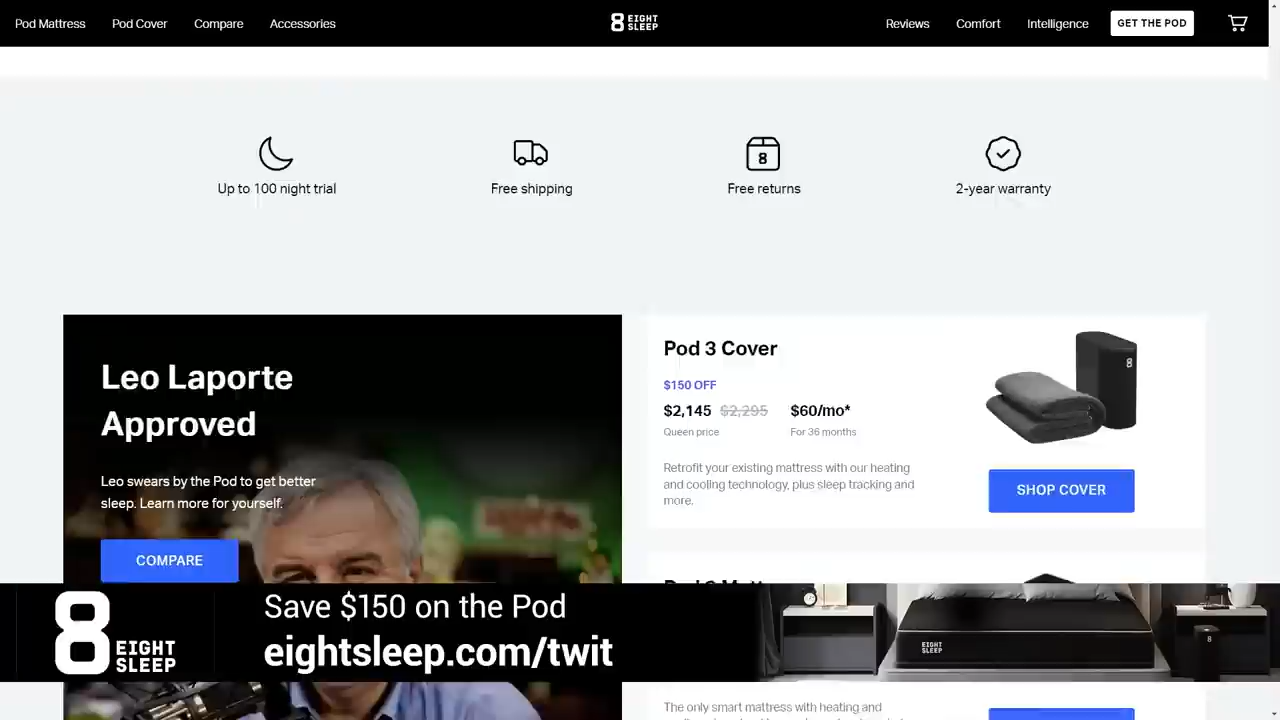 Pod Mattress
Pod Cover
Compare
Accessories
8 EIGHT
SLEEP
Reviews
Comfort
Intelligence
GET THE POD
Up to 100 night trial
Free shipping
8
Free returns
2-year warranty
Leo Laporte
Approved
Leo swears by the Pod to get better
sleep. Learn more for yourself.
COMPARE
Pod 3 Cover
$150 OFF
$2,145 $2,295
$60/mo*
Queen price
For 36 months
Retrofit your existing mattress with our heating
and cooling technology, plus sleep tracking and
more.
8
SHOP COVER
8 EIGHT
SLEEP
Save $150 on the Pod
eightsleep.com/twit
EIGHT
SLEEP
8
The only smart mattress with heating and